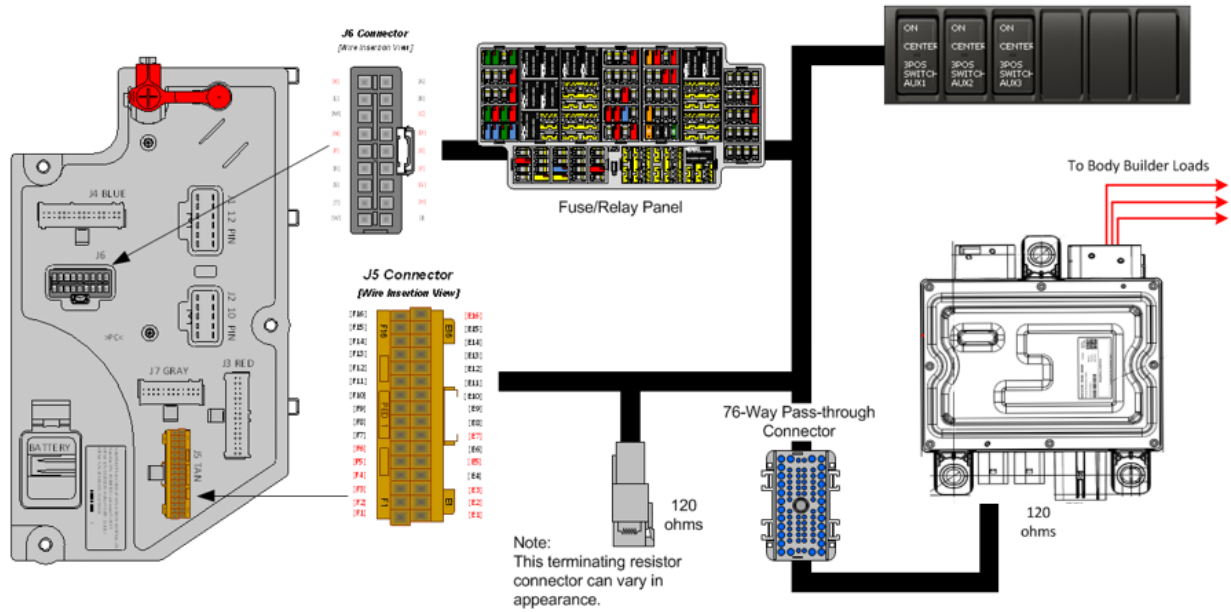 J6 Connector
[Wire Insertion View]
ON
CENTER
3POS
SWITCH
AUX1
ON
CENTER
3POS
SWITCH
AUX2
ON
CENTER
3POS
SWITCH
AUX3
To Body Builder Loads
Fuse/Relay Panel
J4 BLUE
J1 12 PIN
J6
J2 10 PIN
>PC<
J7 GRAY
J3 RED
J5 TAN
BATTERY
J5 Connector
[Wire Insertion View]
[F16] [E16]
[F15] [E15]
[F14] [E14]
[F13] [E13]
[F12] [E12]
[F11] [E11]
[F10] [E10]
[F9] [E9]
[F8] [E8]
[F7] [E7]
[F6] [E6]
[F5] [E5]
[F4] [E4]
[F3] [E3]
[F2] [E2]
[F1] [E1]
F16
F1
76-Way Pass-through
Connector
120
ohms
120
ohms
Note:
This terminating resistor
connector can vary in
appearance.